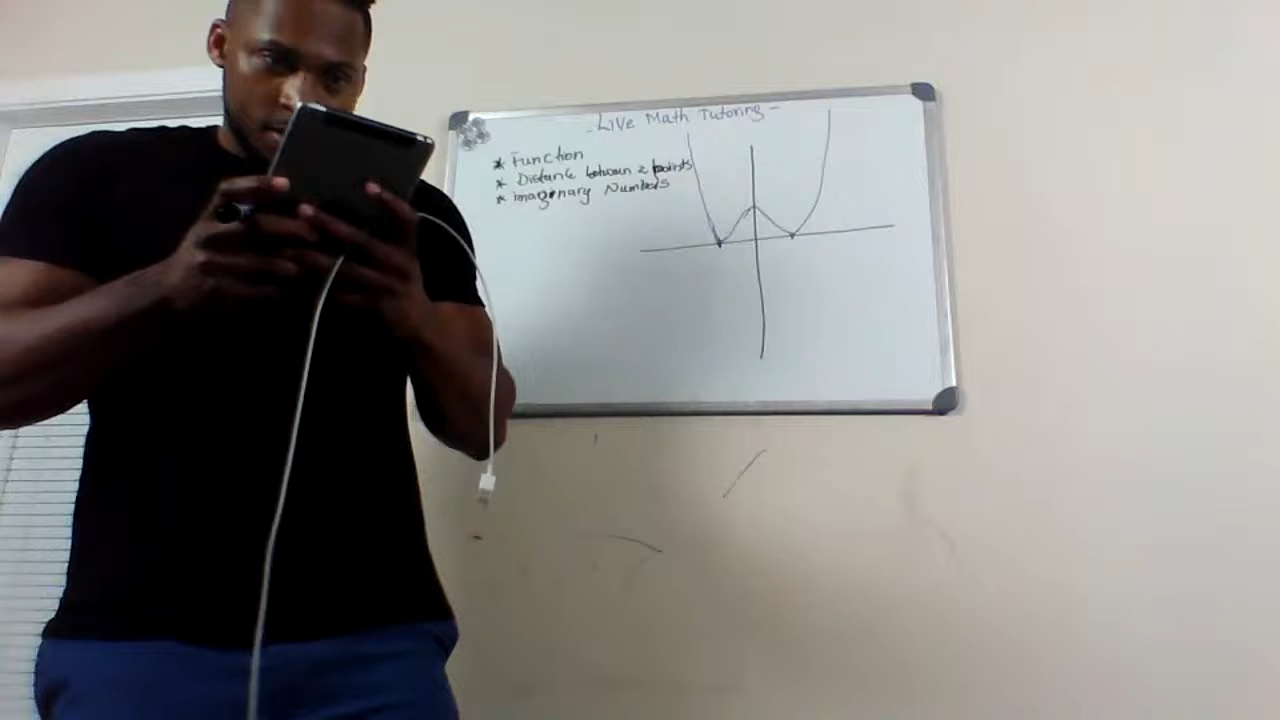 - Live Math Tutoring -
* Function
* Distance between 2 points
* imaginary Numbers